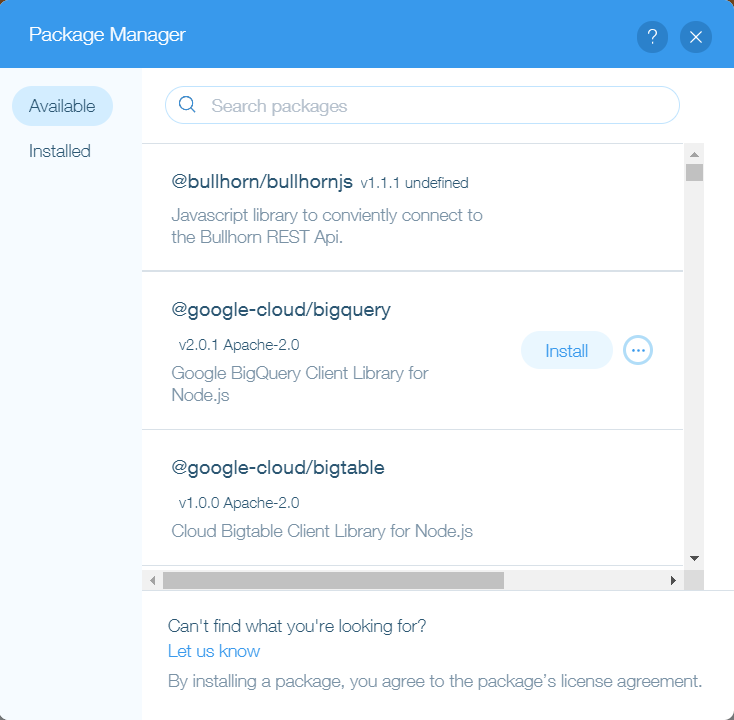 Package Manager
?
Available
Installed
Search packages
@bullhorn/bullhornjs v1.1.1 undefined
Javascript library to conviently connect to
the Bullhorn REST Api.
@google-cloud/bigquery
v2.0.1 Apache-2.0
Install
Google BigQuery Client Library for
Node.js
@google-cloud/bigtable
v1.0.0 Apache-2.0
Cloud Bigtable Client Library for Node.js
Can't find what you're looking for?
Let us know
By installing a package, you agree to the package’s license agreement.